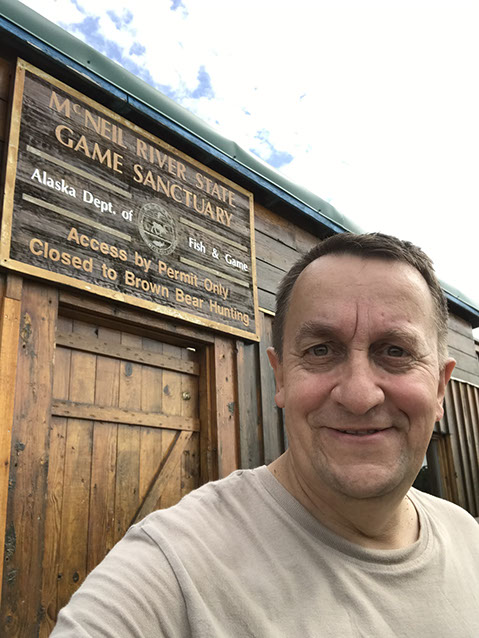 McNEIL RIVER STATE
GAME SANCTUARY
Alaska Dept. of Fish & Game
Access by Permit Only
Closed to Brown Bear Hunting